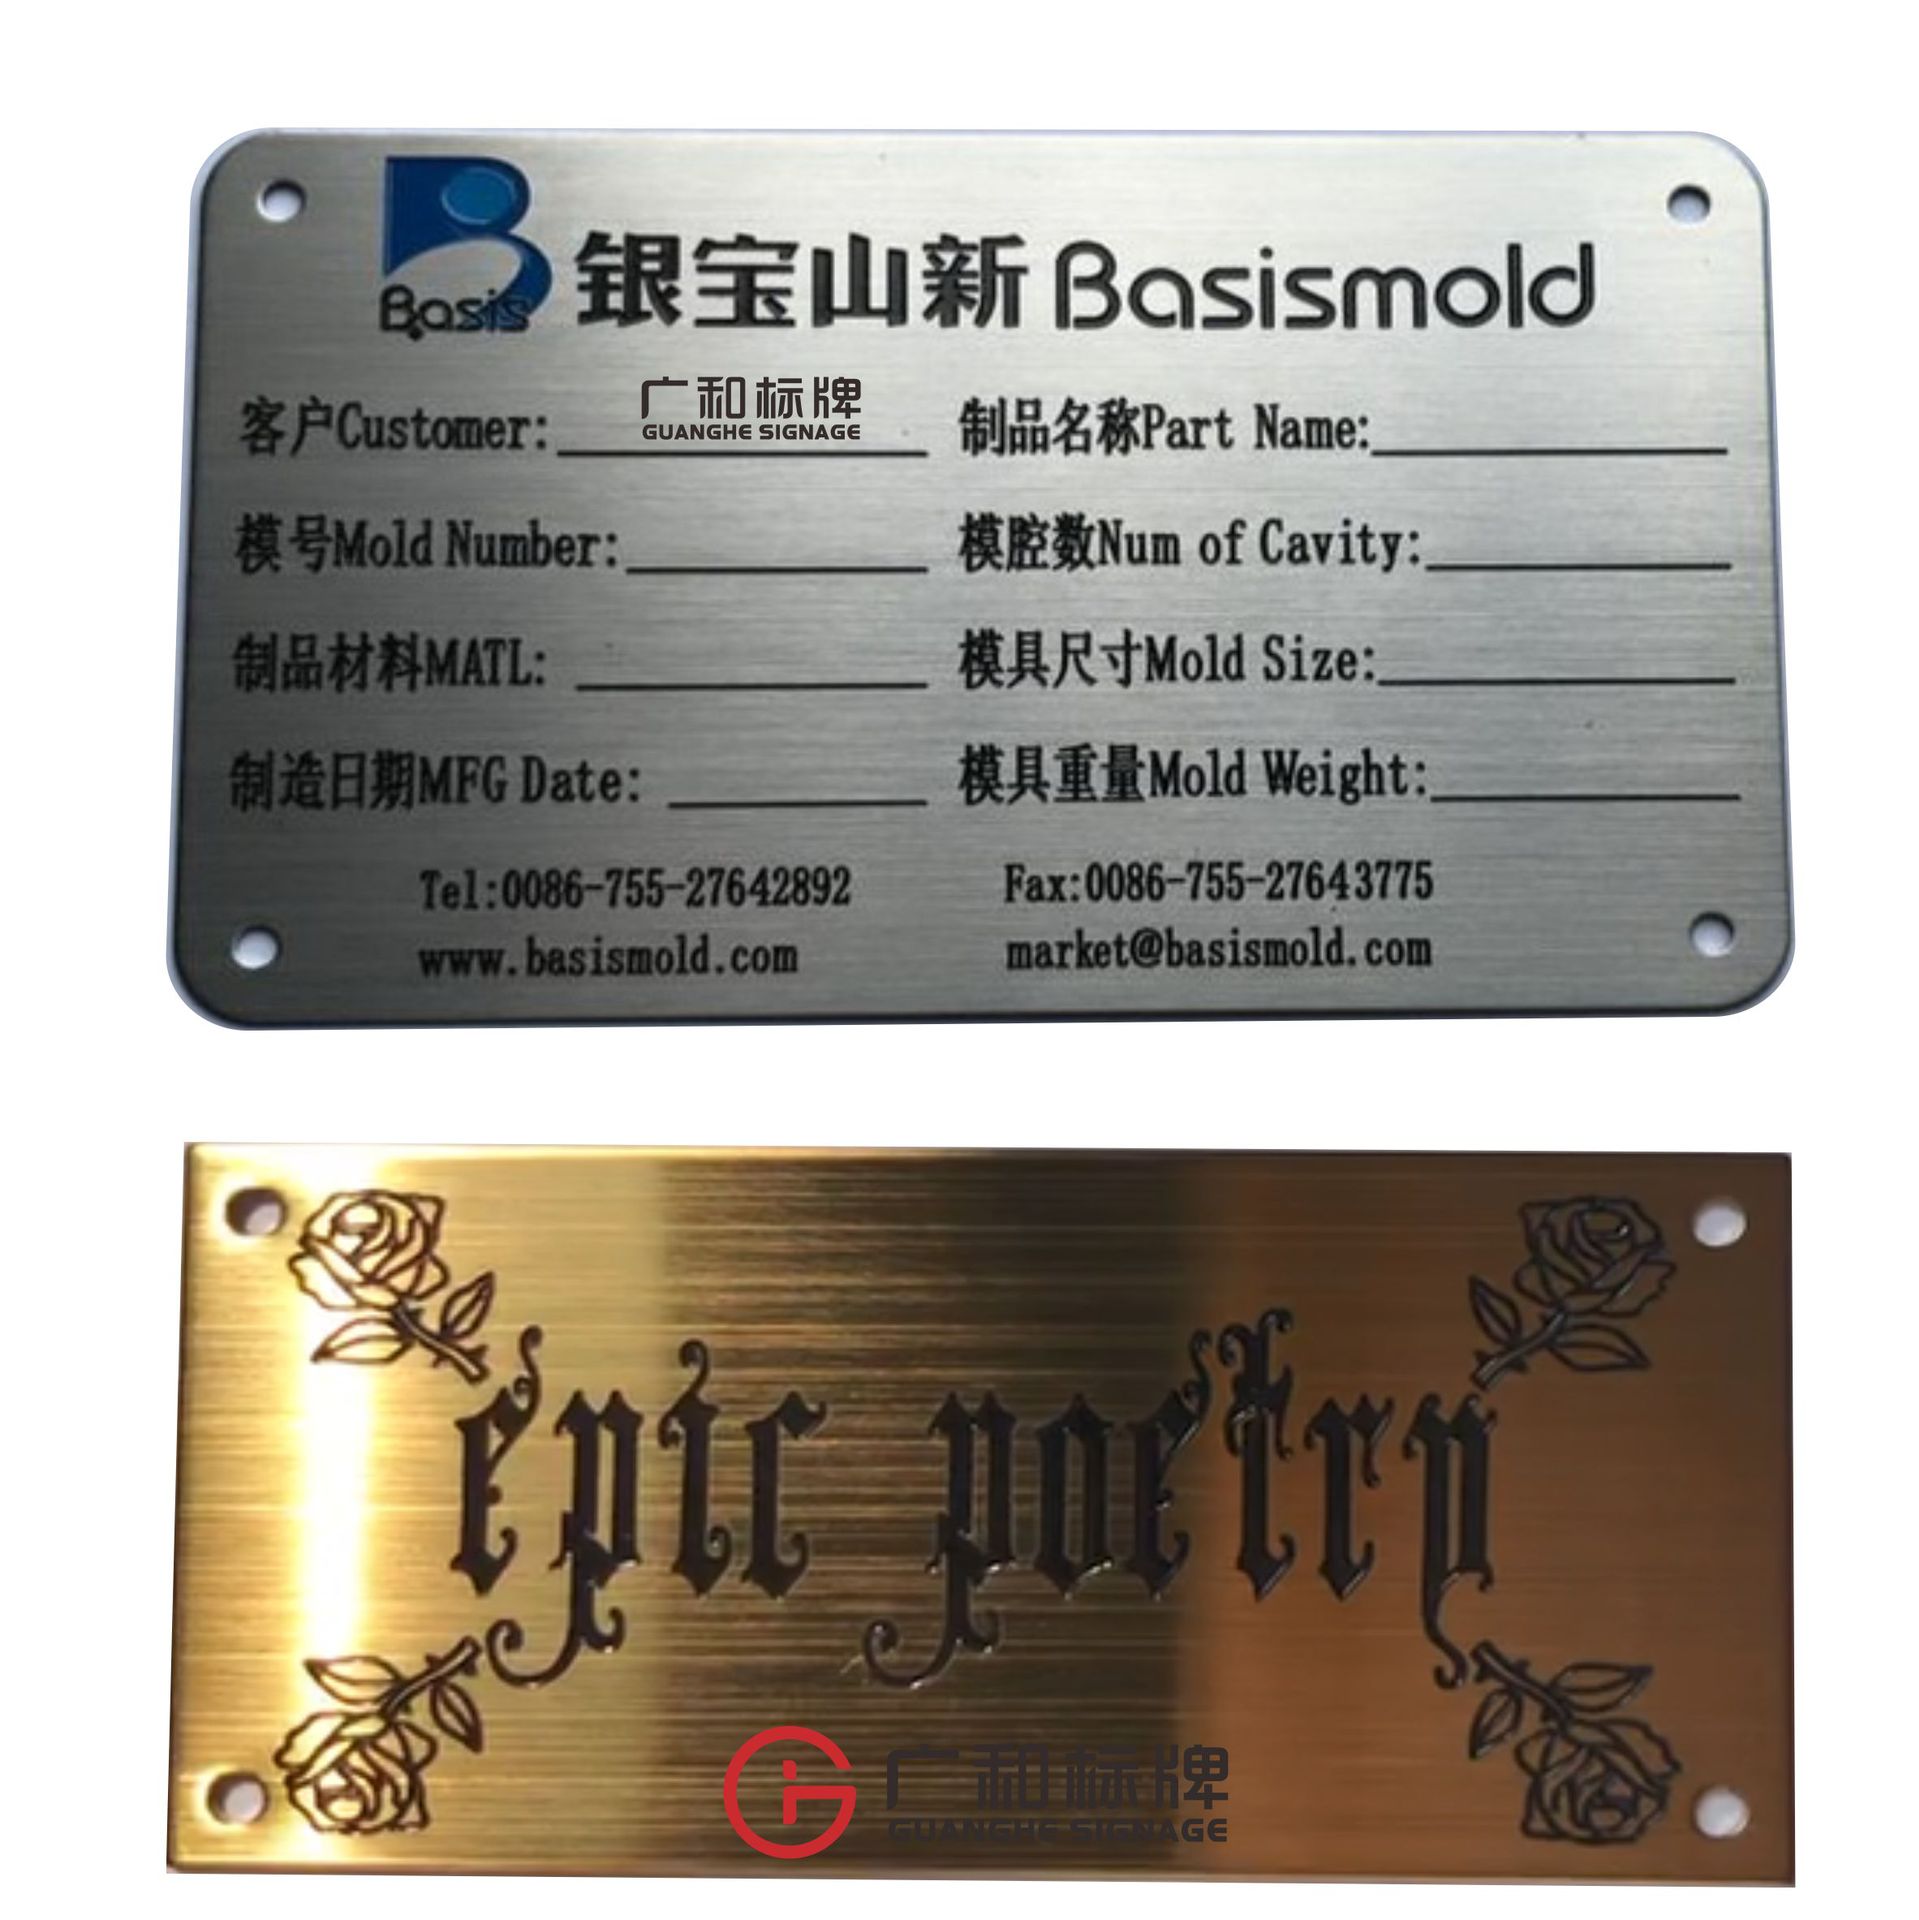 Basis 银宝山新 Basismold
广和标牌
GUANGHE SIGNAGE
客户Customer: 制品名称Part Name:
模号Mold Number: 模腔数Num of Cavity:
制品材料MATL: 模具尺寸Mold Size:
制造日期MFG Date: 模具重量Mold Weight:
Tel:0086-755-27642892 Fax:0086-755-27643775
www.basismold.com market@basismold.com
epic poetry
广和标牌
GUANGHE SIGNAGE